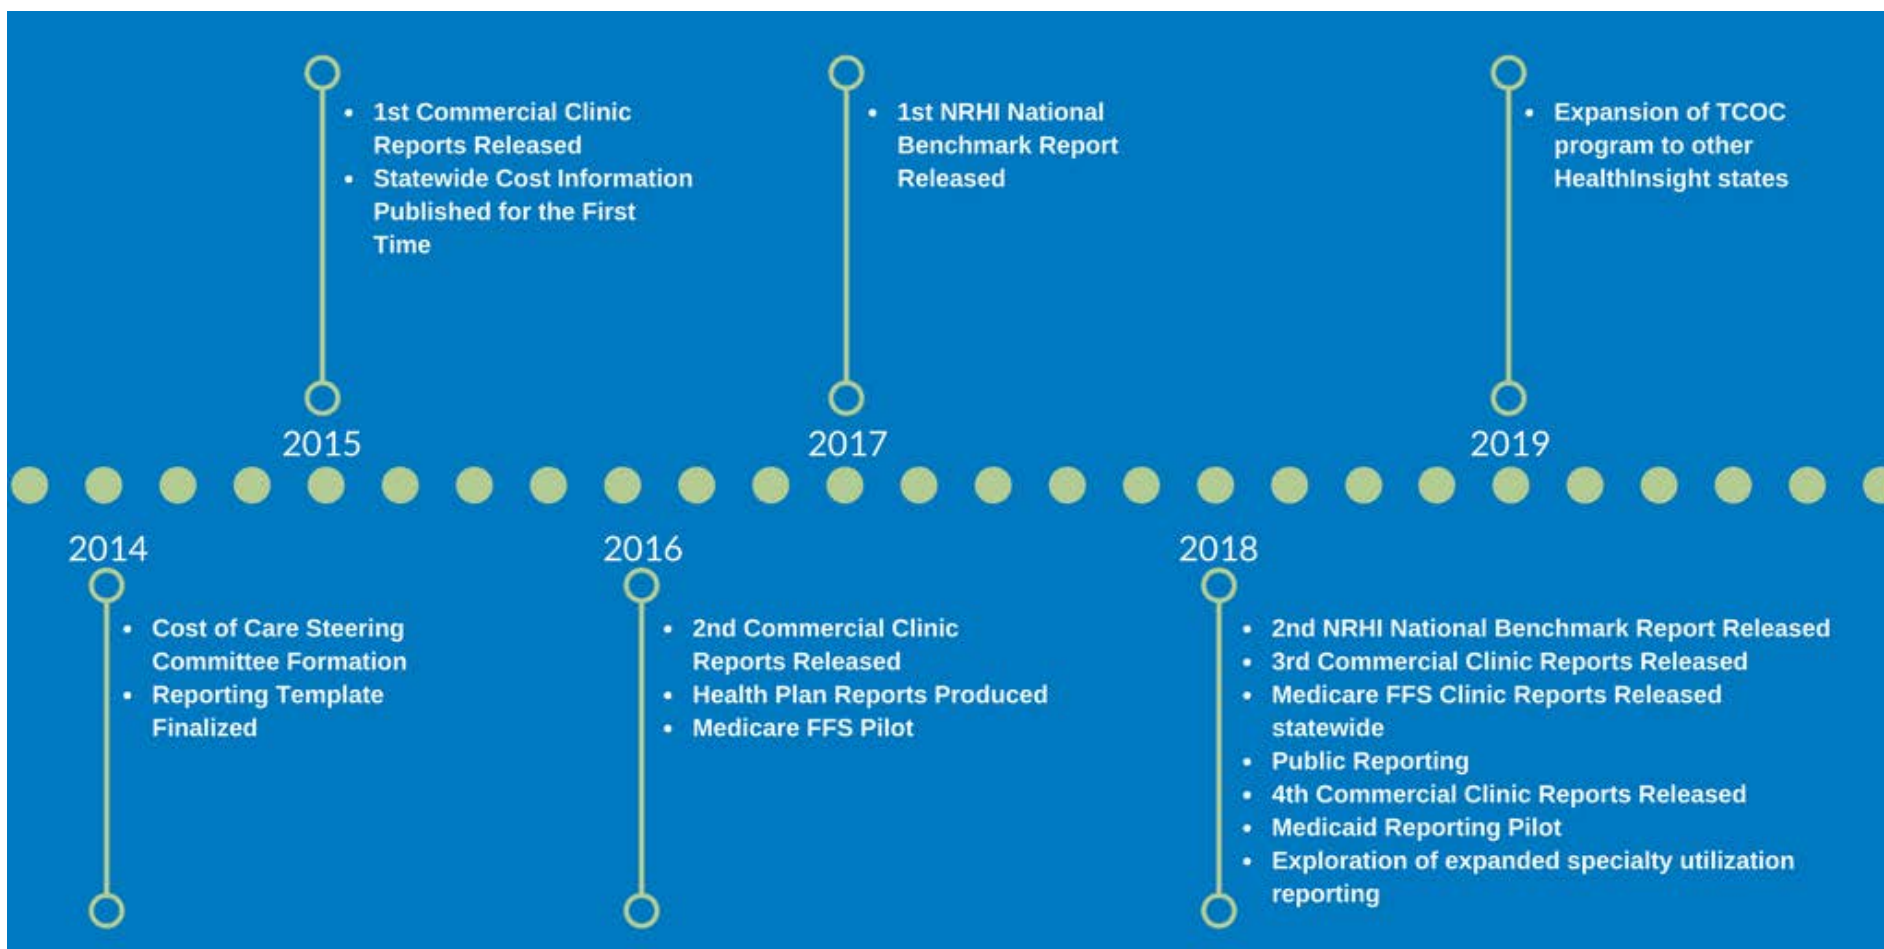 • 1st Commercial Clinic
Reports Released
• Statewide Cost Information
Published for the First
Time
2015
• 1st NRHI National
Benchmark Report
Released
2017
• Expansion of TCOC
program to other
HealthInsight states
2019
2014
• Cost of Care Steering
Committee Formation
• Reporting Template
Finalized
2016
• 2nd Commercial Clinic
Reports Released
• Health Plan Reports Produced
• Medicare FFS Pilot
2018
• 2nd NRHI National Benchmark Report Released
• 3rd Commercial Clinic Reports Released
• Medicare FFS Clinic Reports Released
statewide
• Public Reporting
• 4th Commercial Clinic Reports Released
• Medicaid Reporting Pilot
• Exploration of expanded specialty utilization
reporting